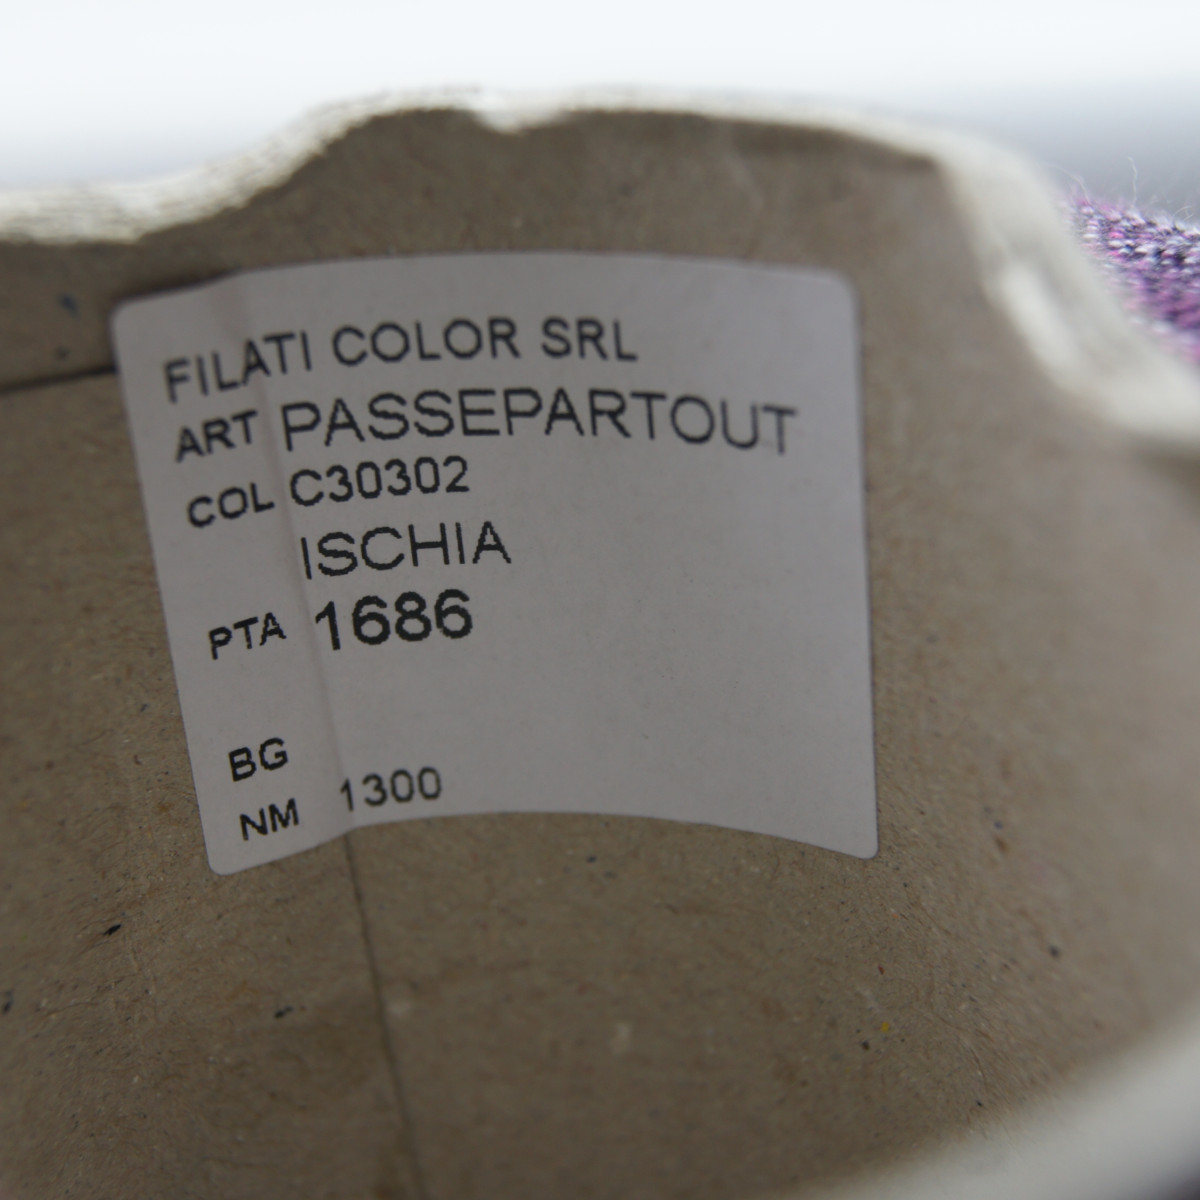 FILATI COLOR SRL
ART PASSEPARTOUT
COL C30302
ISCHIA
PTA 1686
BG
NM 1300